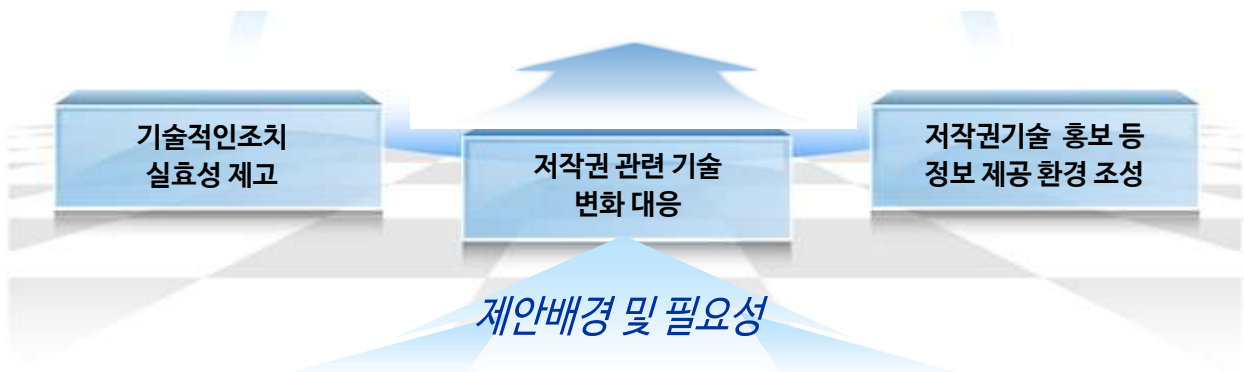 기술적인조치
실효성 제고
저작권 관련 기술
변화 대응
저작권기술 홍보 등
정보 제공 환경 조성
제안배경 및 필요성